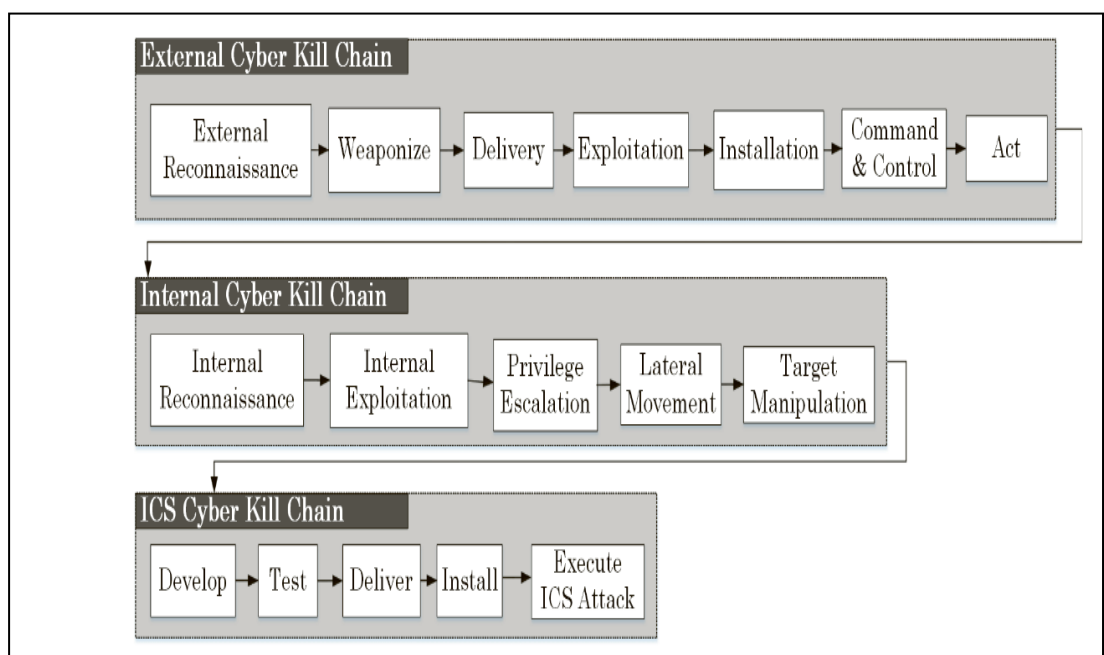 External Cyber Kill Chain
External
Reconnaissance
Weaponize
Delivery
Exploitation
Installation
Command
& Control
Act
Internal Cyber Kill Chain
Internal
Reconnaissance
Internal
Exploitation
Privilege
Escalation
Lateral
Movement
Target
Manipulation
ICS Cyber Kill Chain
Develop
Test
Deliver
Install
Execute
ICS Attack